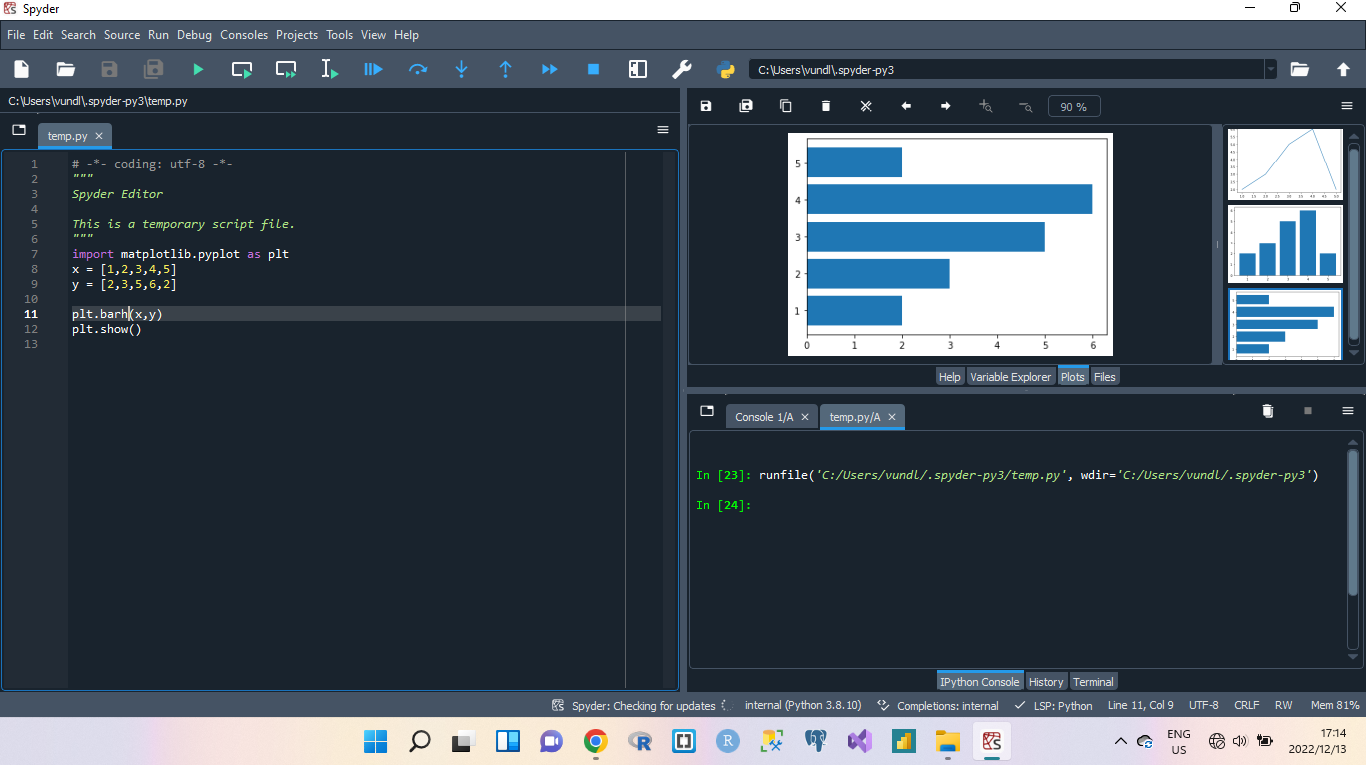 Spyder
File Edit Search Source Run Debug Consoles Projects Tools View Help
C:\Users\vundl\.spyder-py3
C:\Users\vundl\.spyder-py3\temp.py
temp.py
1 # -*- coding: utf-8 -*-
2 """
3 Spyder Editor
4
5 This is a temporary script file.
6 """
7 import matplotlib.pyplot as plt
8 x = [1,2,3,4,5]
9 y = [2,3,5,6,2]
10
11 plt.barh(x,y)
12 plt.show()
13
90 %
5
4
3
2
1
0 1 2 3 4 5 6
Help Variable Explorer Plots Files
Console 1/A temp.py/A
In [23]: runfile('C:/Users/vundl/.spyder-py3/temp.py', wdir='C:/Users/vundl/.spyder-py3')
In [24]:
IPython Console History Terminal
Spyder: Checking for updates internal (Python 3.8.10) Completions: internal LSP: Python Line 11, Col 9 UTF-8 CRLF RW Mem 81%
R
R
ENG
US
17:14
2022/12/13